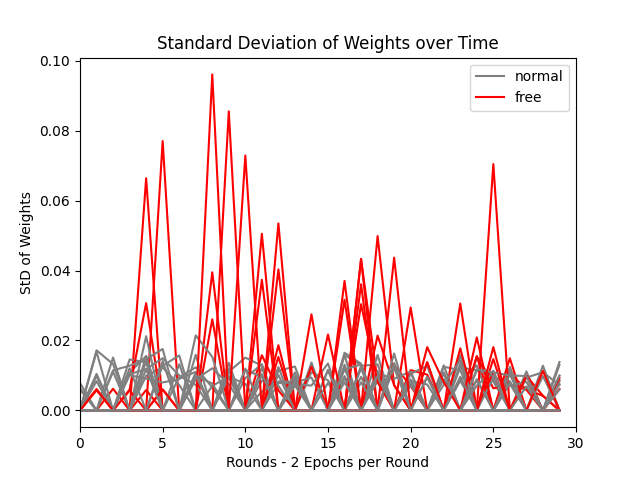 Standard Deviation of Weights over Time
normal
free
StD of Weights
0.10
0.08
0.06
0.04
0.02
0.00
0 5 10 15 20 25 30
Rounds - 2 Epochs per Round